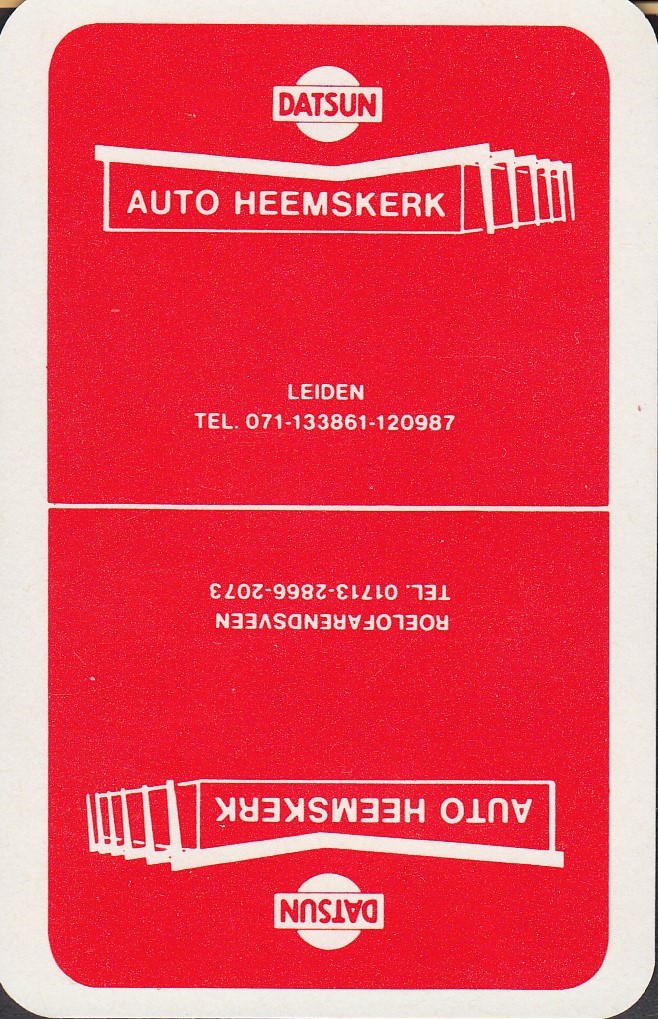 DATSUN
AUTO HEEMSKERK
LEIDEN
TEL. 071-133861-120987
ROELOFARENDSVEEN
TEL. 01713-2866-2073
AUTO HEEMSKERK
DATSUN